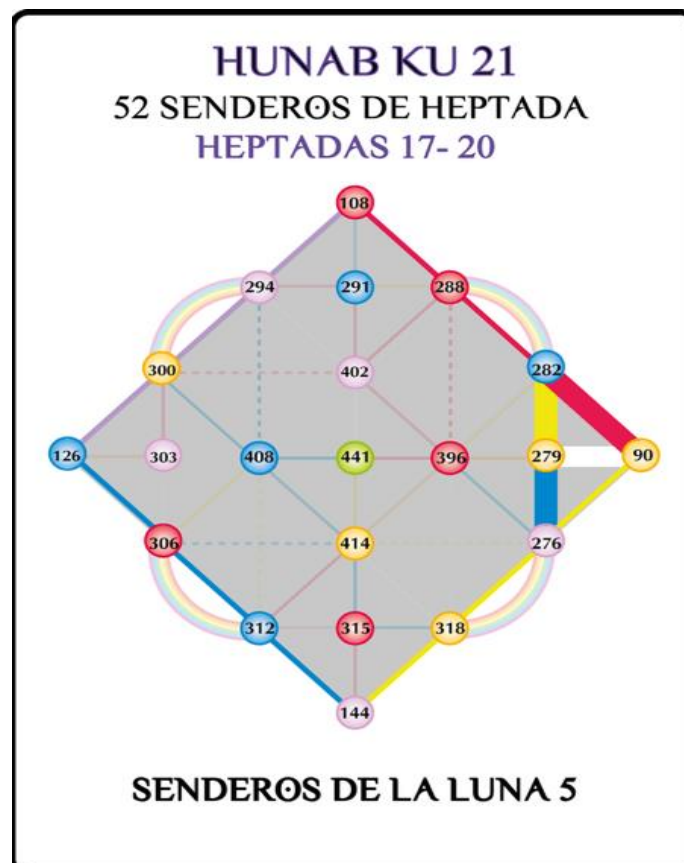 HUNAB KU 21
52 SENDEROS DE HEPTADA
HEPTADAS 17- 20
108
294 291 288
300 402 282
126 303 408 441 396 279 90
306 414 276
312 315 318
144
SENDEROS DE LA LUNA 5